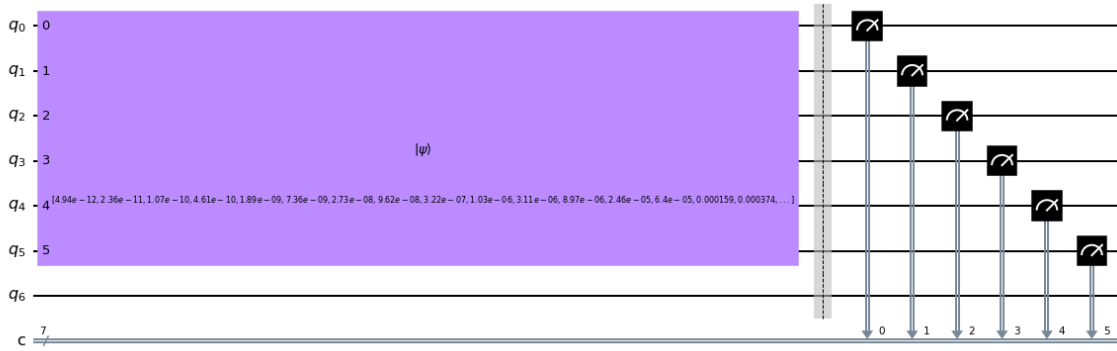 q0 0
q1 1
q2 2
|ψ⟩
q3 3
[4.94e−12, 2.36e−11, 1.07e−10, 4.61e−10, 1.89e−09, 7.36e−09, 2.73e−08, 9.62e−08, 3.22e−07, 1.03e−06, 3.11e−06, 8.97e−06, 2.46e−05, 6.4e−05, 0.000159, 0.000374, ...]
q4 4
q5 5
q6
7 0 1 2 3 4 5
c